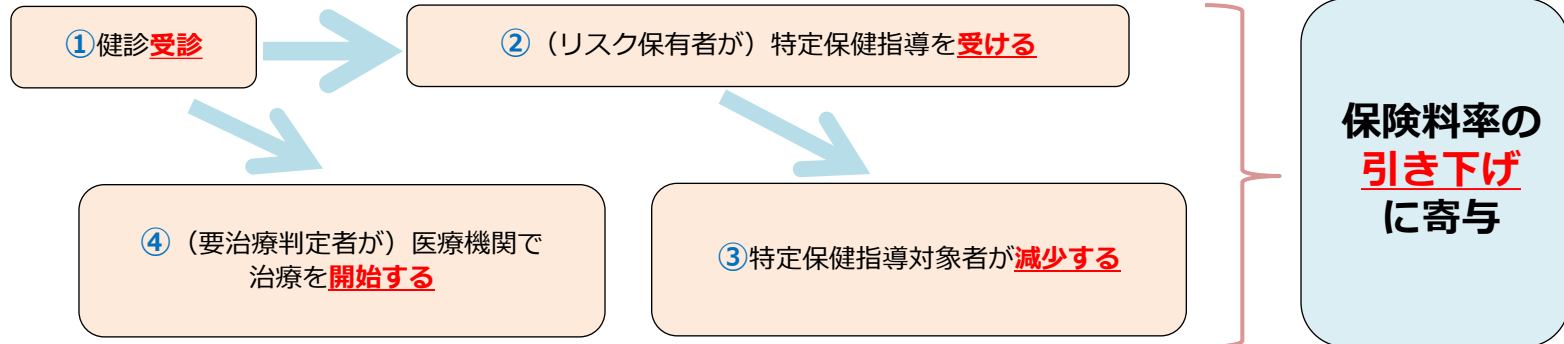 ①健診受診
②（リスク保有者が）特定保健指導を受ける
④（要治療判定者が）医療機関で
治療を開始する
③特定保健指導対象者が減少する
保険料率の
引き下げ
に寄与